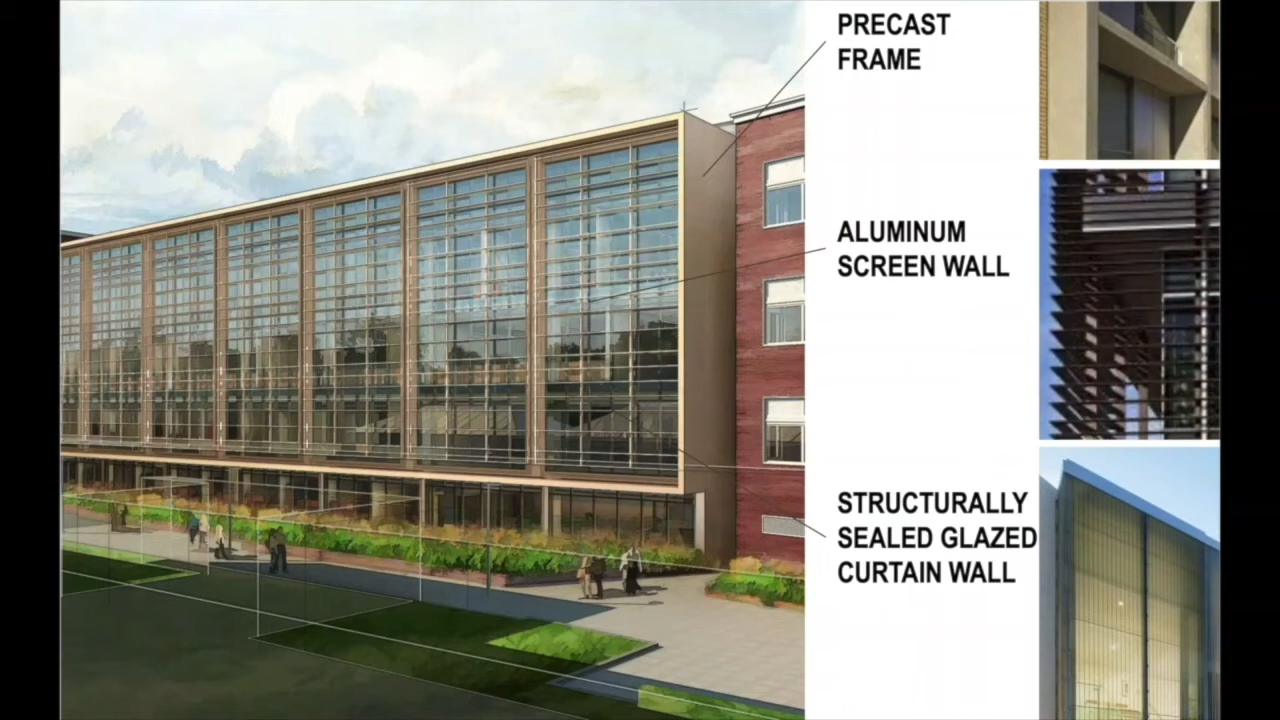 PRECAST
FRAME
ALUMINUM
SCREEN WALL
STRUCTURALLY
SEALED GLAZED
CURTAIN WALL